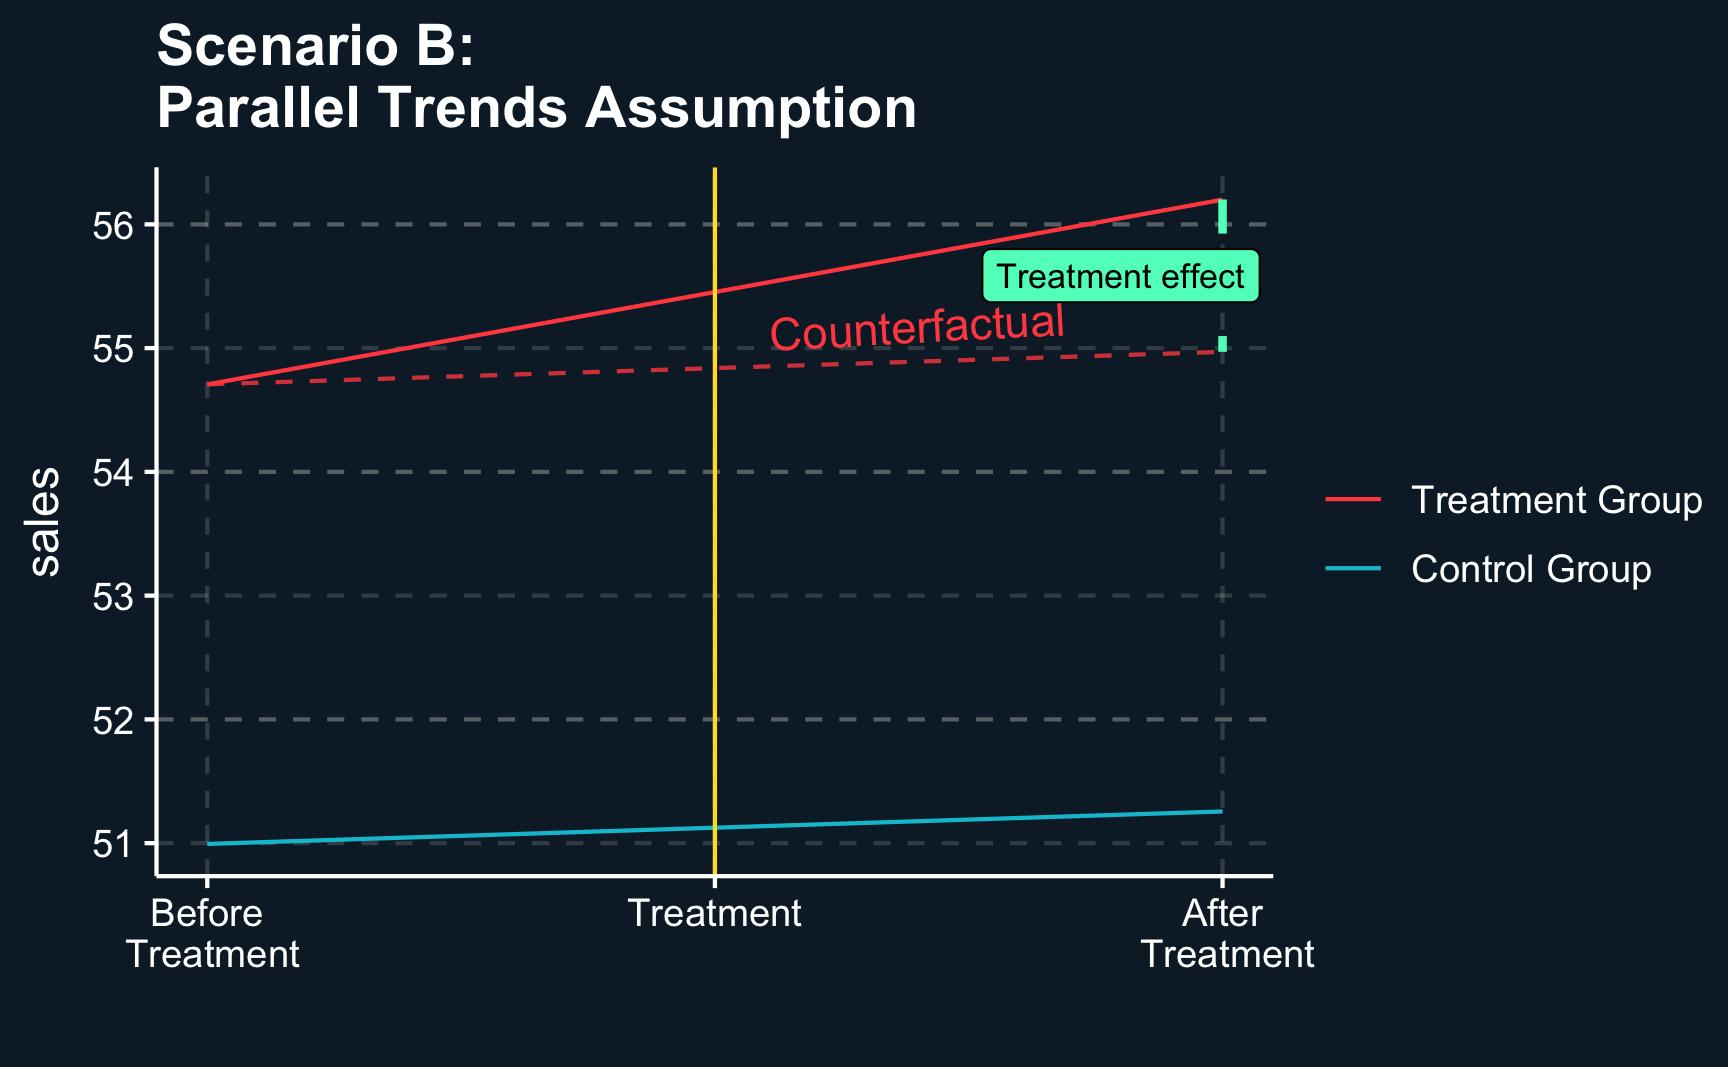 Scenario B:
Parallel Trends Assumption
56
55
54
53
52
51
sales
Treatment effect
Counterfactual
Before
Treatment
Treatment
After
Treatment
Treatment Group
Control Group